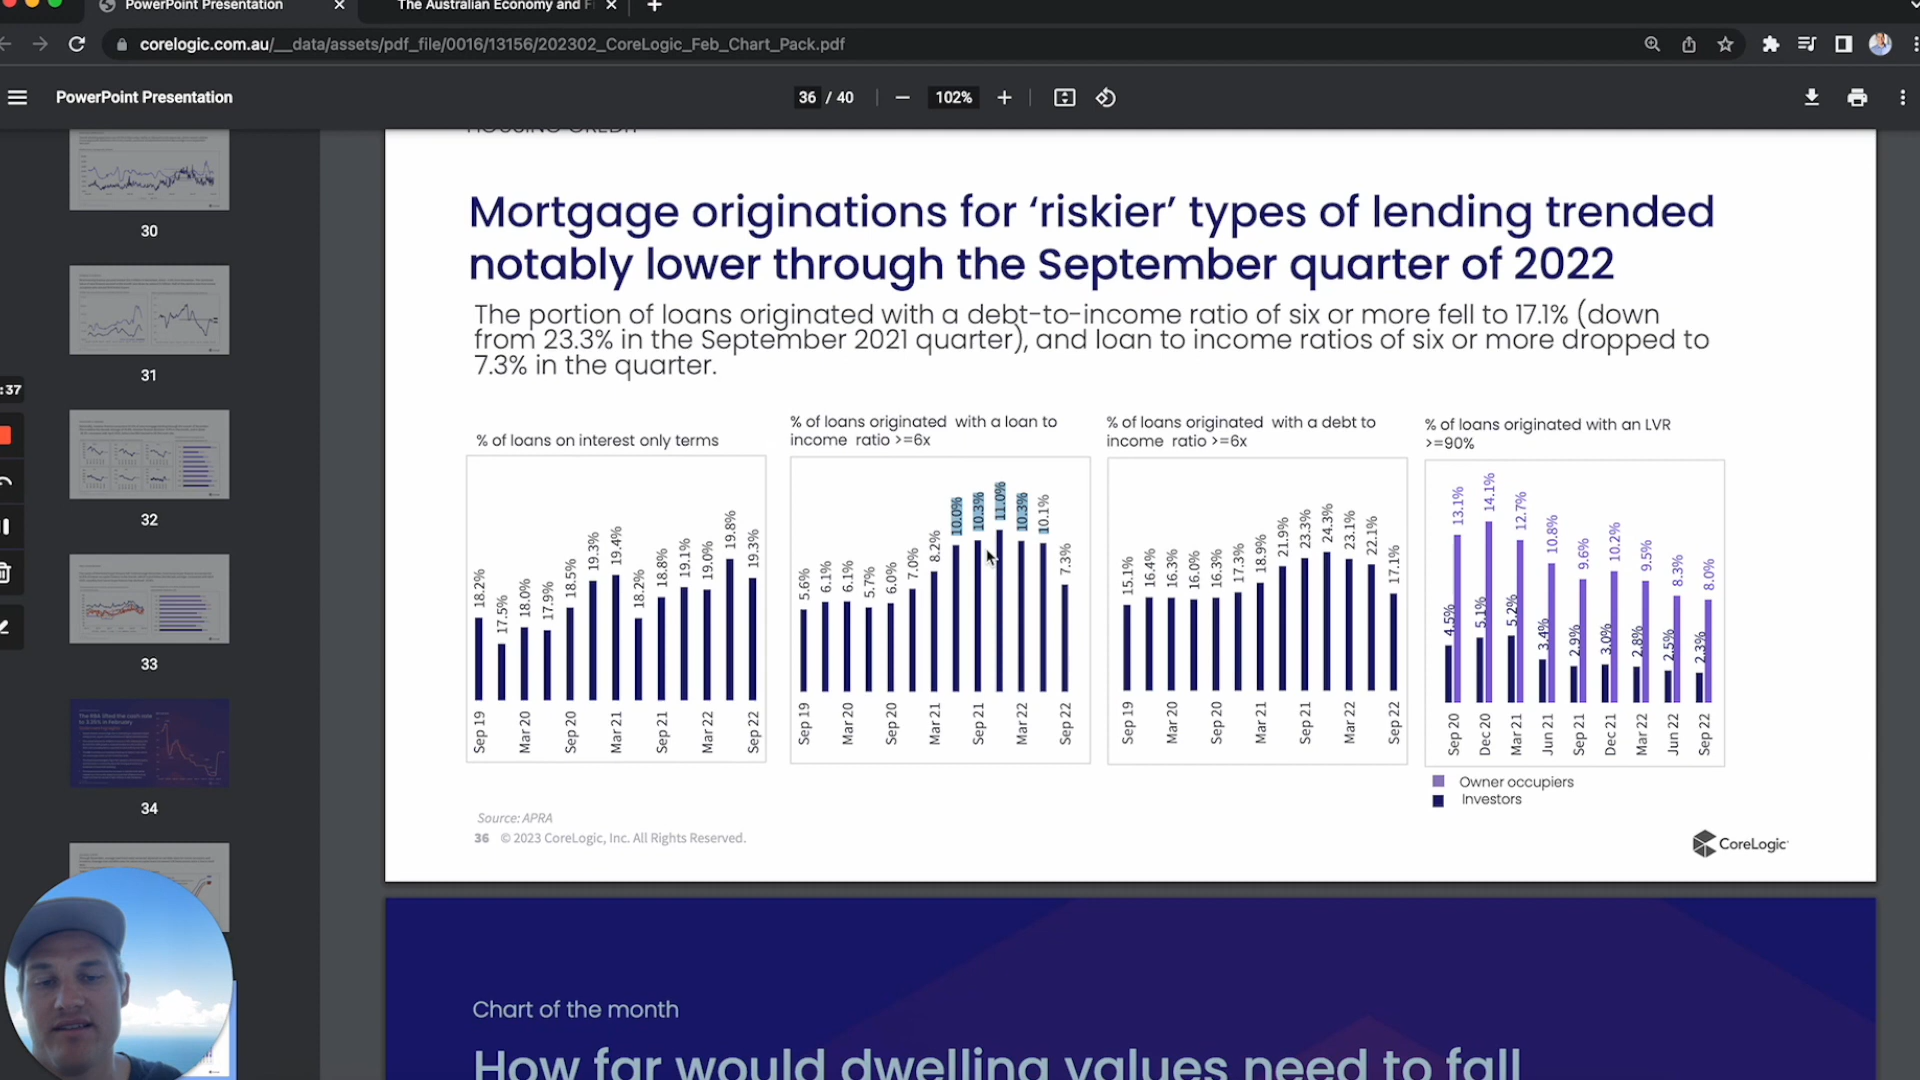 PowerPoint Presentation
The Australian Economy and F
corelogic.com.au/__data/assets/pdf_file/0016/13156/202302_CoreLogic_Feb_Chart_Pack.pdf
PowerPoint Presentation
36 / 40
102%
30
31
32
33
34
:37
HOUSING CREDIT
Mortgage originations for ‘riskier’ types of lending trended
notably lower through the September quarter of 2022
The portion of loans originated with a debt-to-income ratio of six or more fell to 17.1% (down
from 23.3% in the September 2021 quarter), and loan to income ratios of six or more dropped to
7.3% in the quarter.
% of loans on interest only terms
18.2% 17.5% 18.0% 17.9% 18.5% 19.3% 19.4% 18.2% 18.8% 19.1% 19.0% 19.8% 19.3%
Sep 19 Mar 20 Sep 20 Mar 21 Sep 21 Mar 22 Sep 22
% of loans originated with a loan to
income ratio >=6x
5.6% 6.1% 6.1% 5.7% 6.0% 7.0% 8.2% 10.0% 10.3% 11.0% 10.3% 10.1% 7.3%
Sep 19 Mar 20 Sep 20 Mar 21 Sep 21 Mar 22 Sep 22
% of loans originated with a debt to
income ratio >=6x
15.1% 16.4% 16.3% 16.0% 16.3% 17.3% 18.9% 21.9% 23.3% 24.3% 23.1% 22.1% 17.1%
Sep 19 Mar 20 Sep 20 Mar 21 Sep 21 Mar 22 Sep 22
% of loans originated with an LVR
>=90%
4.5% 13.1% 5.1% 14.1% 5.2% 12.7% 3.4% 10.8% 2.9% 9.6% 3.0% 10.2% 2.8% 9.5% 2.5% 8.3% 2.3% 8.0%
Sep 20 Dec 20 Mar 21 Jun 21 Sep 21 Dec 21 Mar 22 Jun 22 Sep 22
Owner occupiers
Investors
Source: APRA
36 © 2023 CoreLogic, Inc. All Rights Reserved.
CoreLogic
Chart of the month
How far would dwelling values need to fall